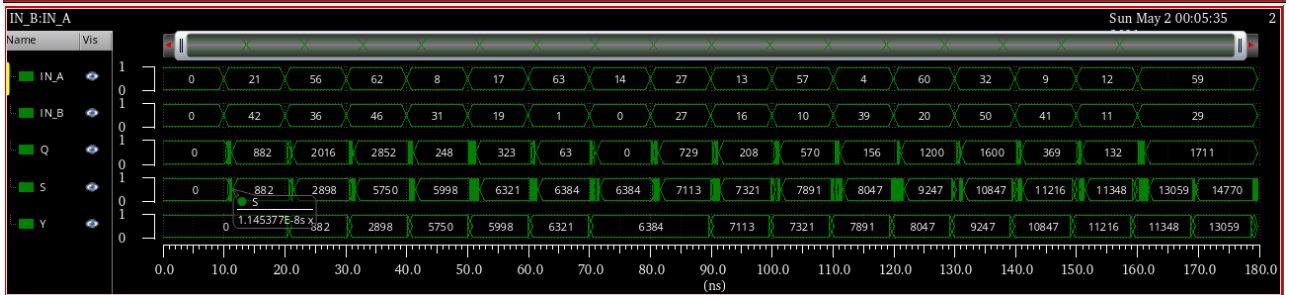 IN_B:IN_A Sun May 2 00:05:35 2
Name Vis
IN_A 1 0 0 21 56 62 8 17 63 14 27 13 57 4 60 32 9 12 59
IN_B 1 0 0 42 36 46 31 19 1 0 27 16 10 39 20 50 41 11 29
Q 1 0 0 882 2016 2852 248 323 63 0 729 208 570 156 1200 1600 369 132 1711
S 1 0 0 882 2898 5750 5998 6321 6384 6384 7113 7321 7891 8047 9247 10847 11216 11348 13059 14770
S
1.145377E-8s x
Y 1 0 0 882 2898 5750 5998 6321 6384 7113 7321 7891 8047 9247 10847 11216 11348 13059
0.0 10.0 20.0 30.0 40.0 50.0 60.0 70.0 80.0 90.0 100.0 110.0 120.0 130.0 140.0 150.0 160.0 170.0 180.0
(ns)